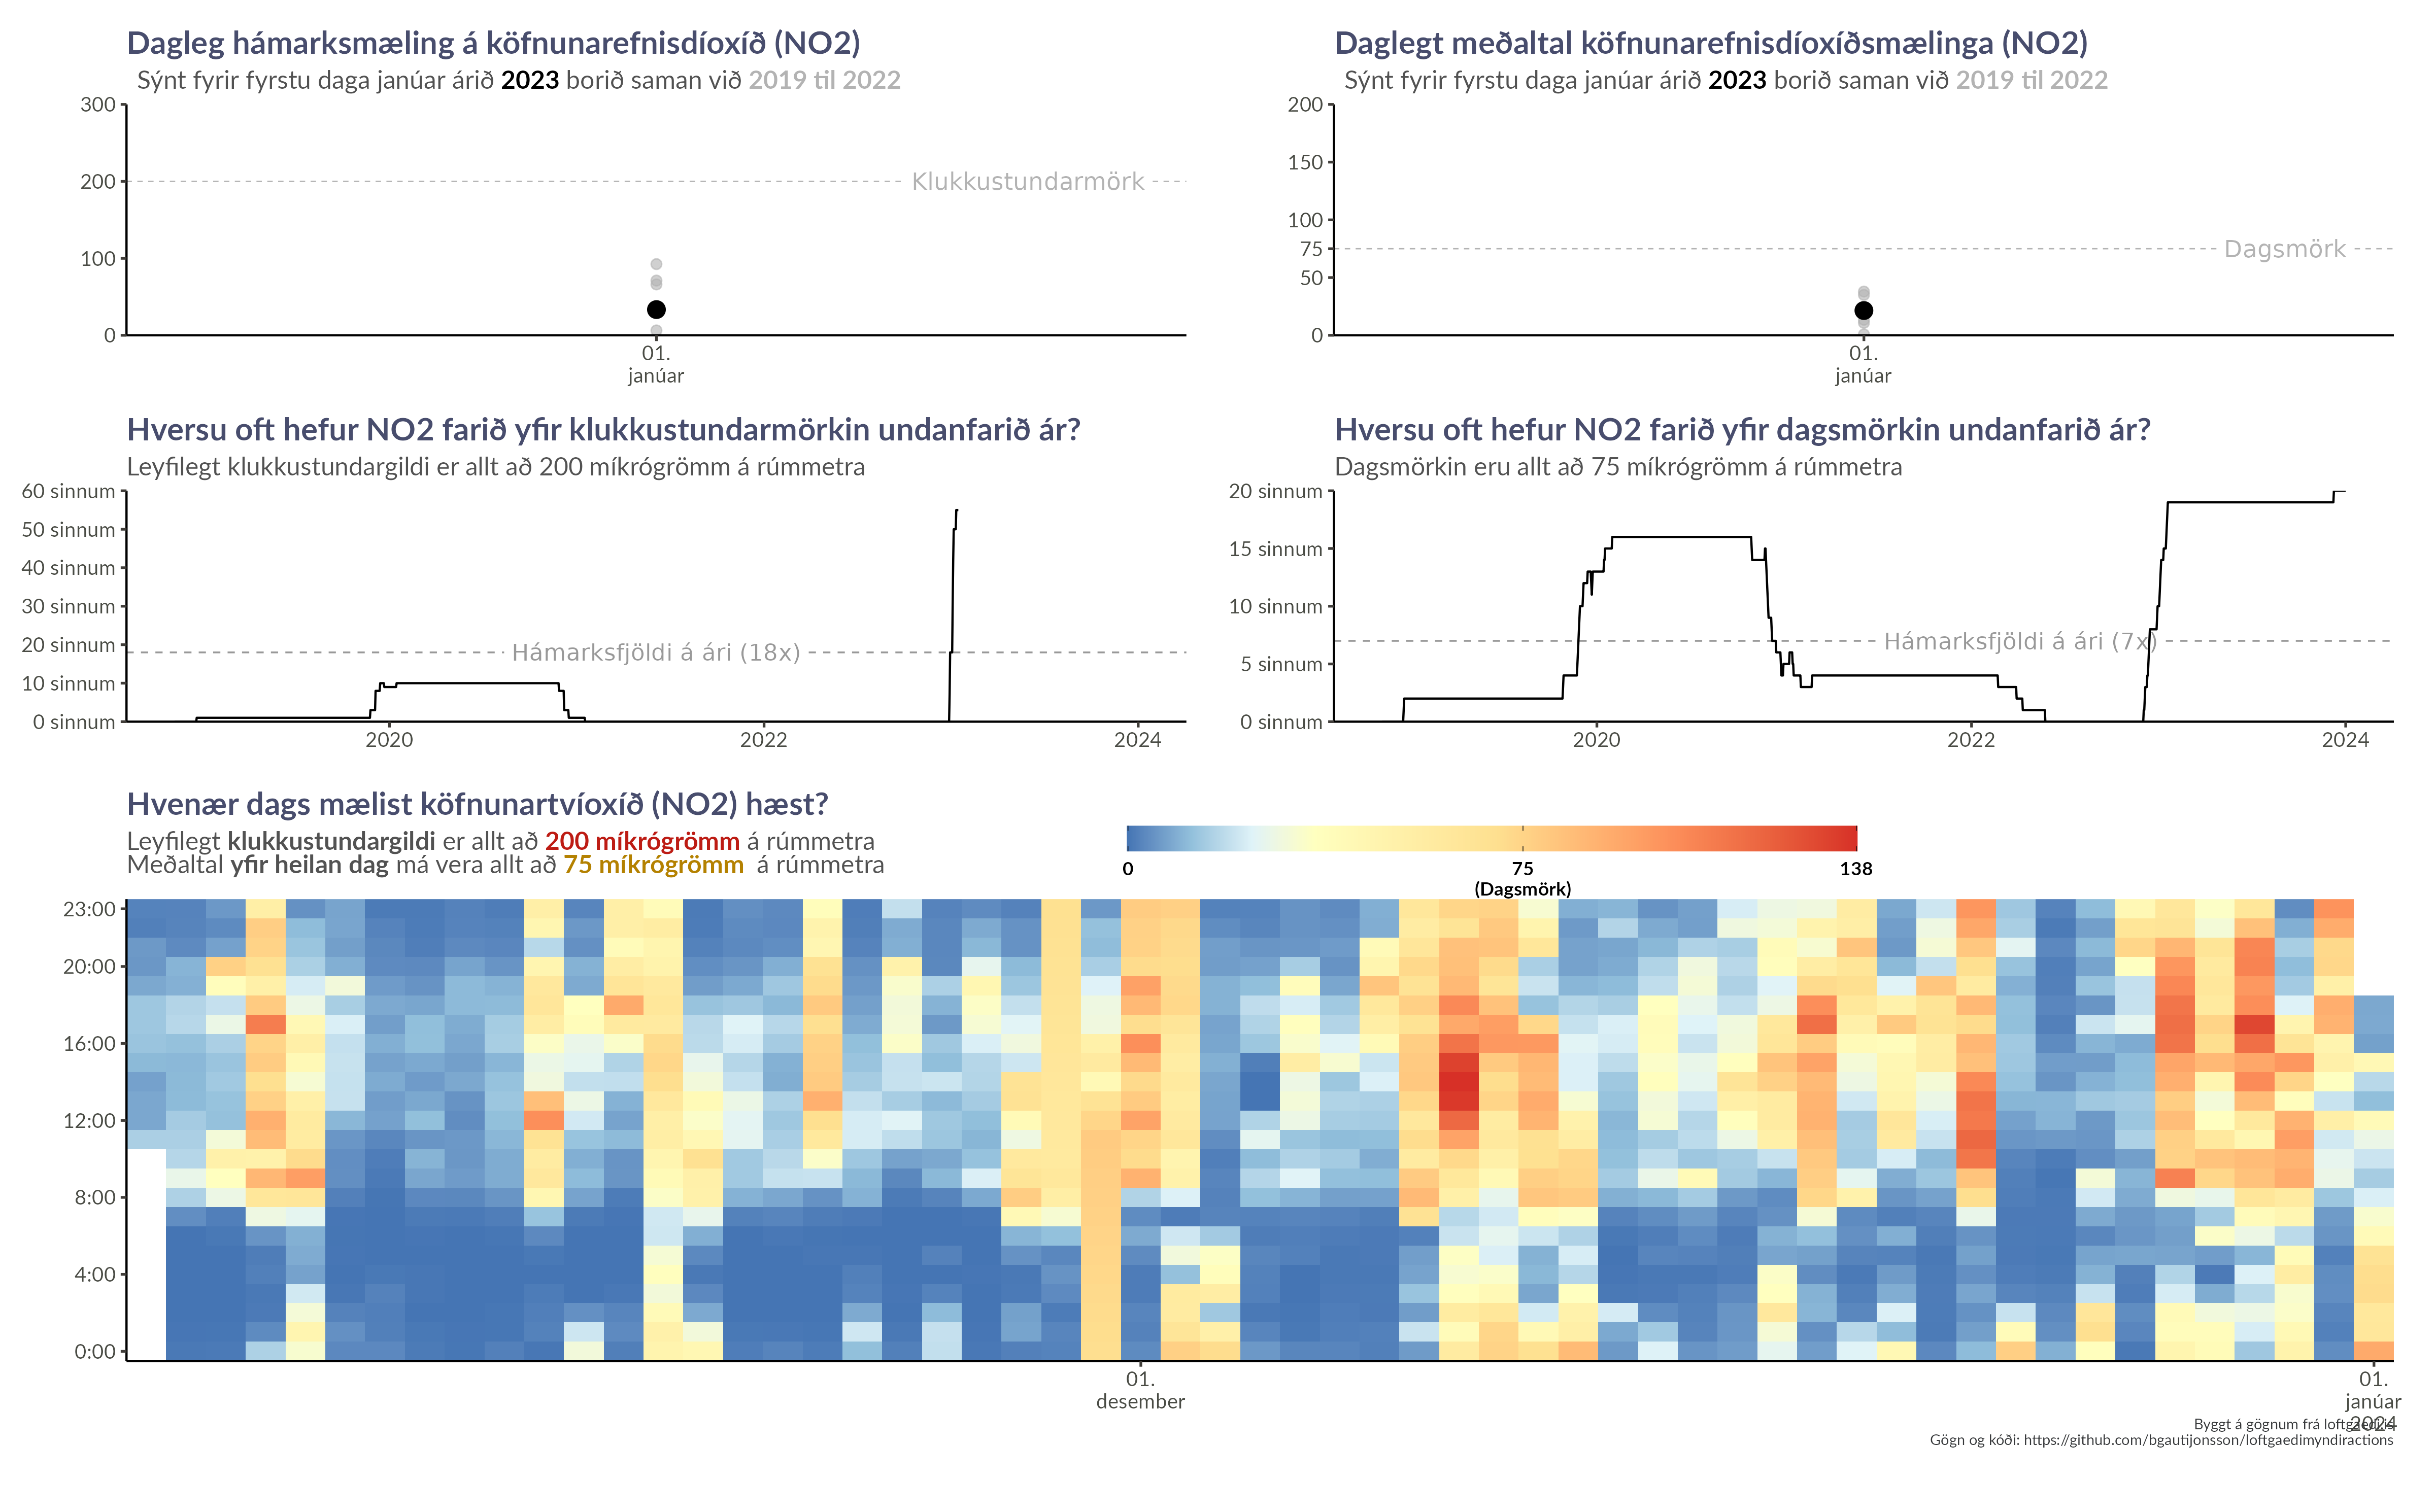 Dagleg hámarksmæling á köfnunarefnisdíoxíð (NO2)
Sýnt fyrir fyrstu daga janúar árið 2023 borið saman við 2019 til 2022
300
200
100
0
Klukkustundarmörk
01.
janúar
Daglegt meðaltal köfnunarefnisdíoxíðsmælinga (NO2)
Sýnt fyrir fyrstu daga janúar árið 2023 borið saman við 2019 til 2022
200
150
100
75
50
0
Dagsmörk
01.
janúar
Hversu oft hefur NO2 farið yfir klukkustundarmörkin undanfarið ár?
Leyfilegt klukkustundargildi er allt að 200 míkrógrömm á rúmmetra
60 sinnum
50 sinnum
40 sinnum
30 sinnum
20 sinnum
10 sinnum
0 sinnum
Hámarksfjöldi á ári (18x)
2020
2022
2024
Hversu oft hefur NO2 farið yfir dagsmörkin undanfarið ár?
Dagsmörkin eru allt að 75 míkrógrömm á rúmmetra
20 sinnum
15 sinnum
10 sinnum
5 sinnum
0 sinnum
Hámarksfjöldi á ári (7x)
2020
2022
2024
Hvenær dags mælist köfnunartvíoxíð (NO2) hæst?
Leyfilegt klukkustundargildi er allt að 200 míkrógrömm á rúmmetra
Meðaltal yfir heilan dag má vera allt að 75 míkrógrömm á rúmmetra
0
75
(Dagsmörk)
138
23:00
20:00
16:00
12:00
8:00
4:00
0:00
01.
desember
01.
janúar
2024
Byggt á gögnum frá loftgaedi.is
Gögn og kóði: https://github.com/bgautijonsson/loftgaedimyndiractions